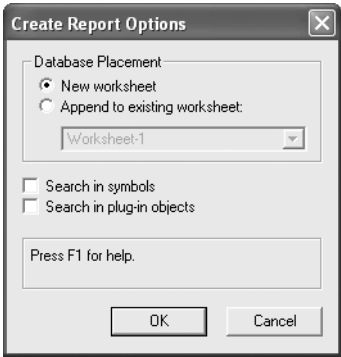 Create Report Options
Database Placement
New worksheet
Append to existing worksheet:
Worksheet-1
Search in symbols
Search in plug-in objects
Press F1 for help.
OK
Cancel